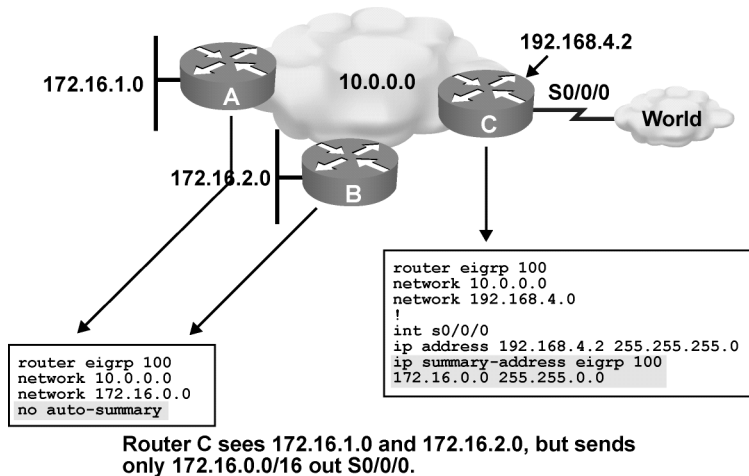 192.168.4.2
172.16.1.0
A
10.0.0.0
S0/0/0
C
World
172.16.2.0
B
router eigrp 100
network 10.0.0.0
network 192.168.4.0
!
int s0/0/0
ip address 192.168.4.2 255.255.255.0
ip summary-address eigrp 100
172.16.0.0 255.255.0.0
router eigrp 100
network 10.0.0.0
network 172.16.0.0
no auto-summary
Router C sees 172.16.1.0 and 172.16.2.0, but sends
only 172.16.0.0/16 out S0/0/0.